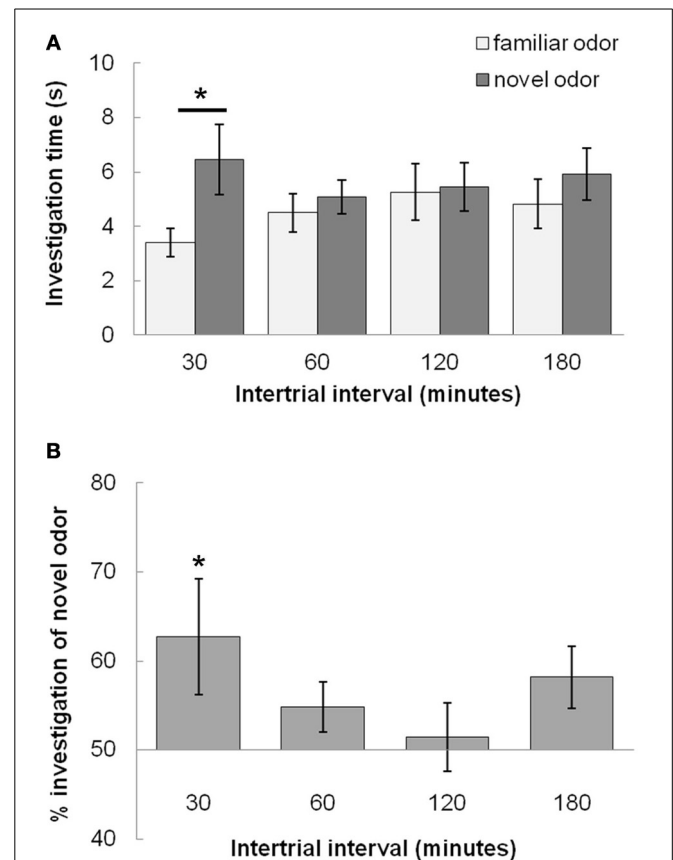 A
familiar odor
novel odor
Investigation time (s)
10
8
6
4
2
0
*
30 60 120 180
Intertrial interval (minutes)
B
% investigation of novel odor
80
70
60
50
40
*
30 60 120 180
Intertrial interval (minutes)